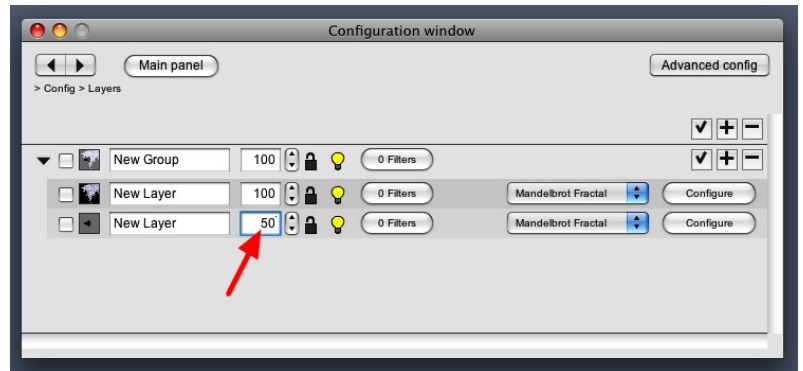 Configuration window
Main panel
Advanced config
> Config > Layers
New Group 100 0 Filters
New Layer 100 0 Filters Mandelbrot Fractal Configure
New Layer 50 0 Filters Mandelbrot Fractal Configure